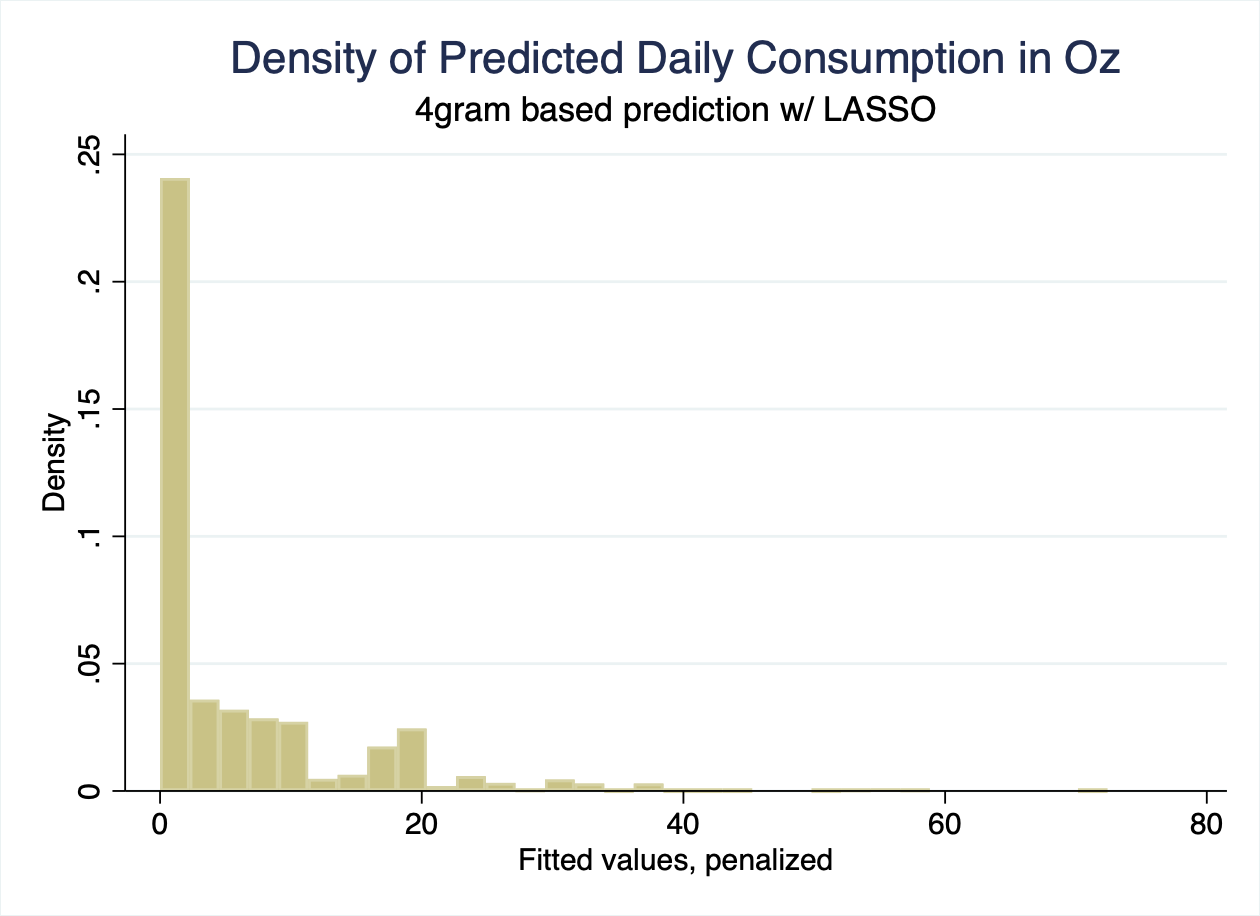 Density of Predicted Daily Consumption in Oz
4gram based prediction w/ LASSO
.25
.2
.15
.1
.05
0
Density
0 20 40 60 80
Fitted values, penalized